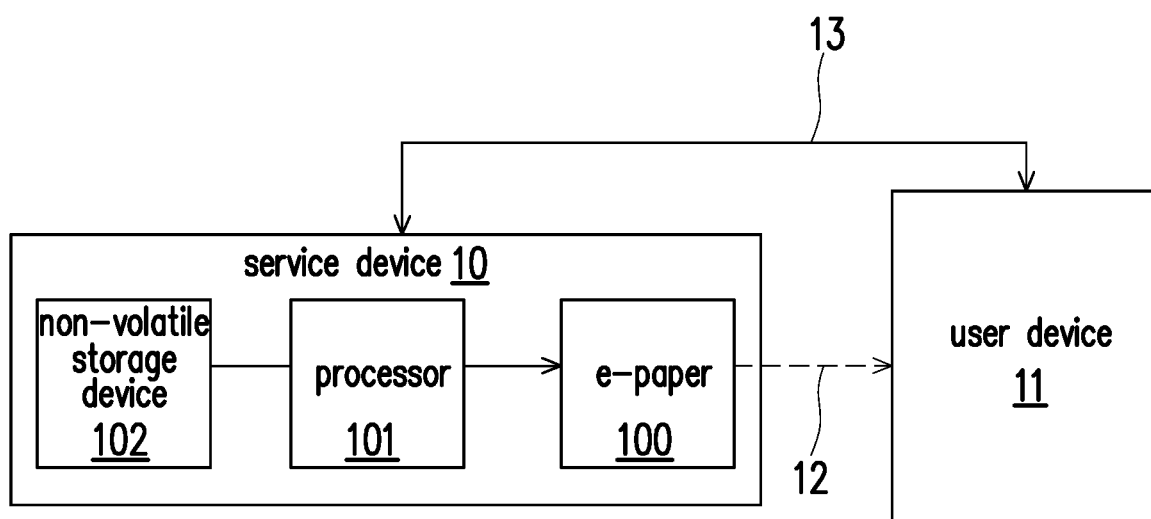 13
service device 10
non-volatile
storage
device
102
processor
101
e-paper
100
12
user device
11